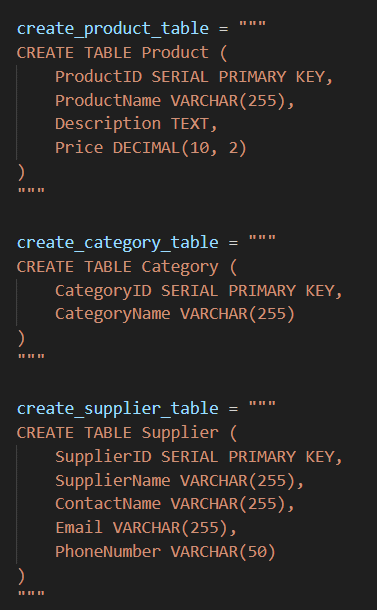 create_product_table = """
CREATE TABLE Product (
    ProductID SERIAL PRIMARY KEY,
    ProductName VARCHAR(255),
    Description TEXT,
    Price DECIMAL(10, 2)
)
"""

create_category_table = """
CREATE TABLE Category (
    CategoryID SERIAL PRIMARY KEY,
    CategoryName VARCHAR(255)
)
"""

create_supplier_table = """
CREATE TABLE Supplier (
    SupplierID SERIAL PRIMARY KEY,
    SupplierName VARCHAR(255),
    ContactName VARCHAR(255),
    Email VARCHAR(255),
    PhoneNumber VARCHAR(50)
)
"""